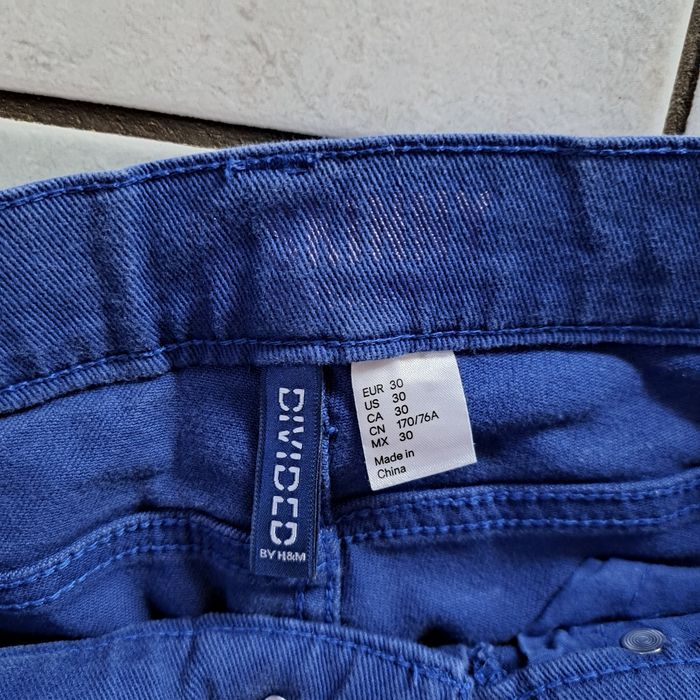 DIVIDED
BY H&M
EUR 30
US 30
CA 30
CN 170/76A
MX 30
Made in
China